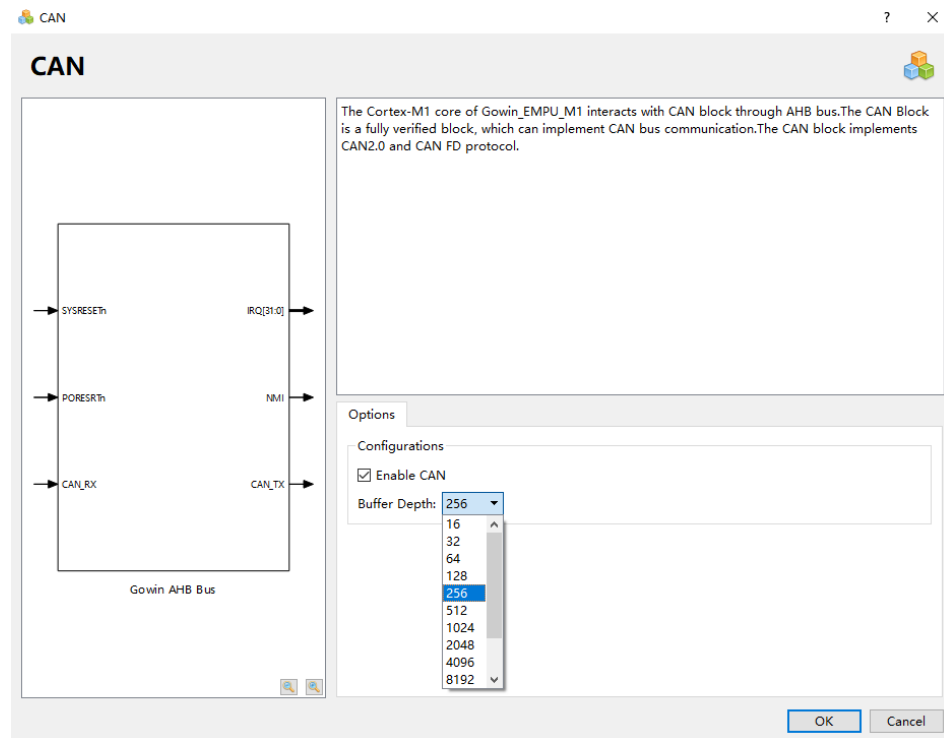 CAN
?
CAN
The Cortex-M1 core of Gowin_EMPU_M1 interacts with CAN block through AHB bus.The CAN Block
is a fully verified block, which can implement CAN bus communication.The CAN block implements
CAN2.0 and CAN FD protocol.
SYSRESETn
IRQ[31:0]
PORESRTn
NMI
CAN_RX
CAN_TX
Gowin AHB Bus
Options
Configurations
Enable CAN
Buffer Depth: 256
16
32
64
128
256
512
1024
2048
4096
8192
OK
Cancel